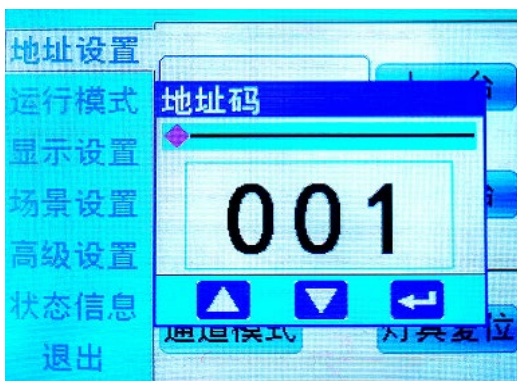 地址设置
运行模式
显示设置
场景设置
高级设置
状态信息
退出
地址码
001
台
台
通道模式
灯具复位